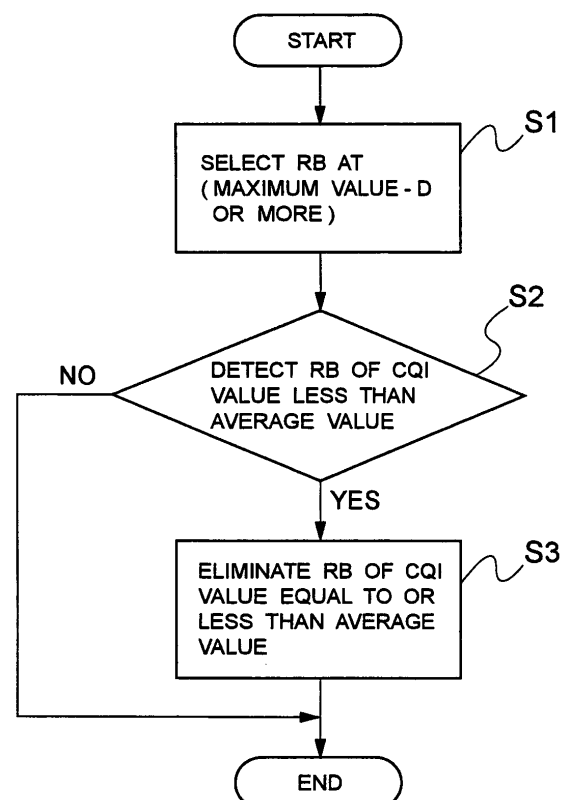 START
S1
SELECT RB AT
( MAXIMUM VALUE - D
OR MORE )
S2
DETECT RB OF CQI
VALUE LESS THAN
AVERAGE VALUE
NO
YES
S3
ELIMINATE RB OF CQI
VALUE EQUAL TO OR
LESS THAN AVERAGE
VALUE
END